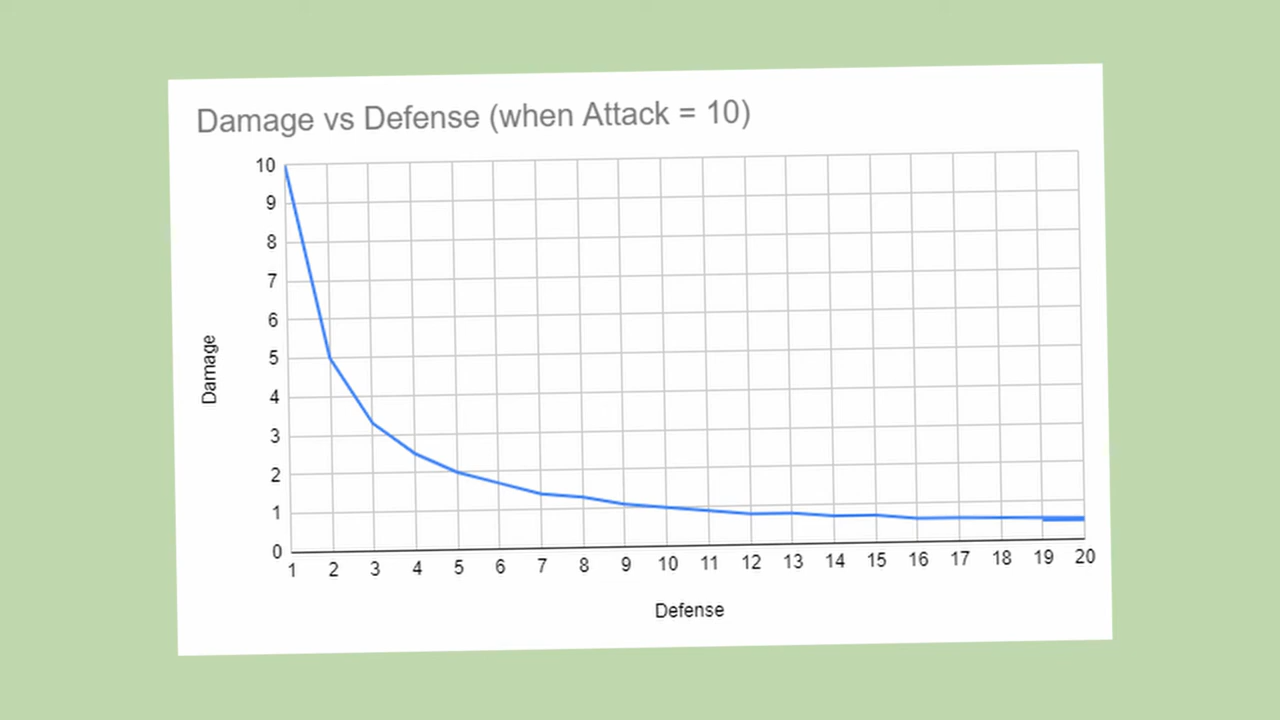 Damage vs Defense (when Attack = 10)
10
9
8
7
6
5
4
3
2
1
0
Damage
1 2 3 4 5 6 7 8 9 10 11 12 13 14 15 16 17 18 19 20
Defense